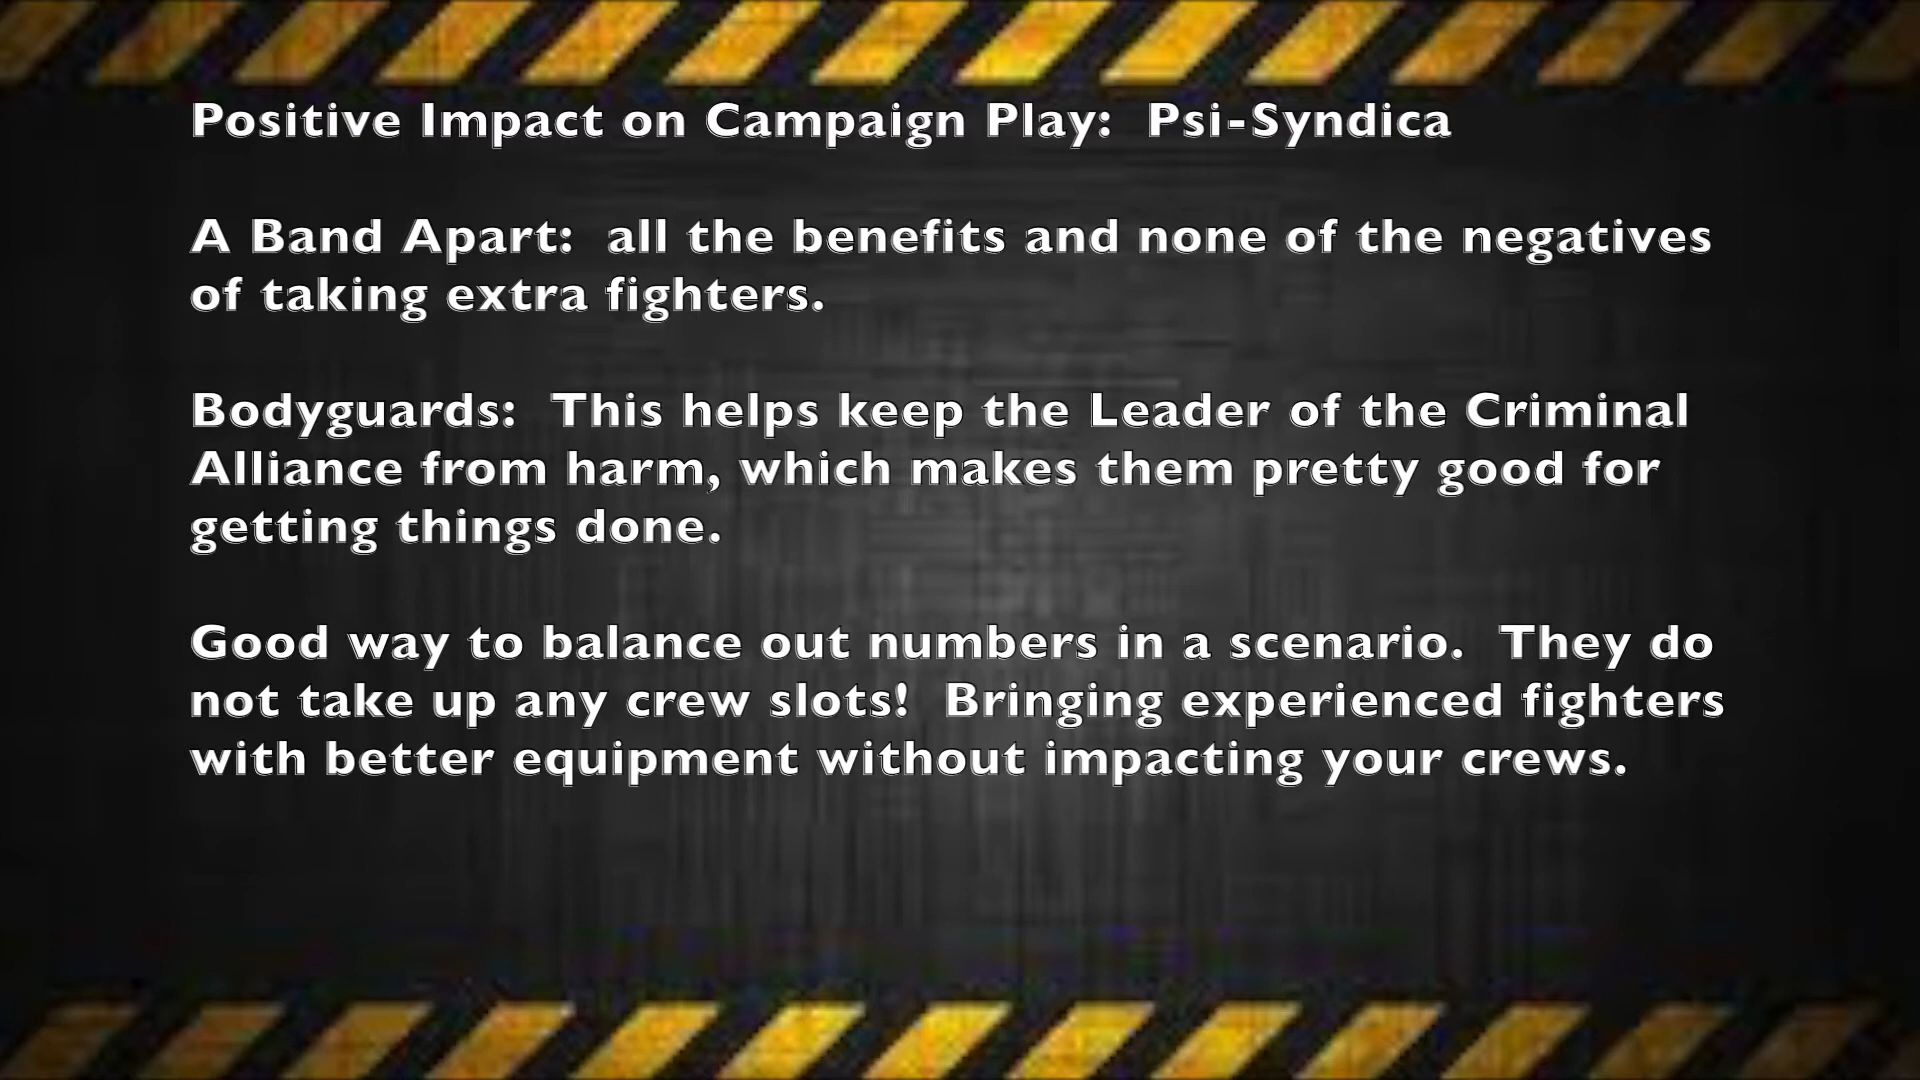 Positive Impact on Campaign Play:  Psi-Syndica
A Band Apart:  all the benefits and none of the negatives
of taking extra fighters.
Bodyguards:  This helps keep the Leader of the Criminal
Alliance from harm, which makes them pretty good for
getting things done.
Good way to balance out numbers in a scenario.  They do
not take up any crew slots!  Bringing experienced fighters
with better equipment without impacting your crews.